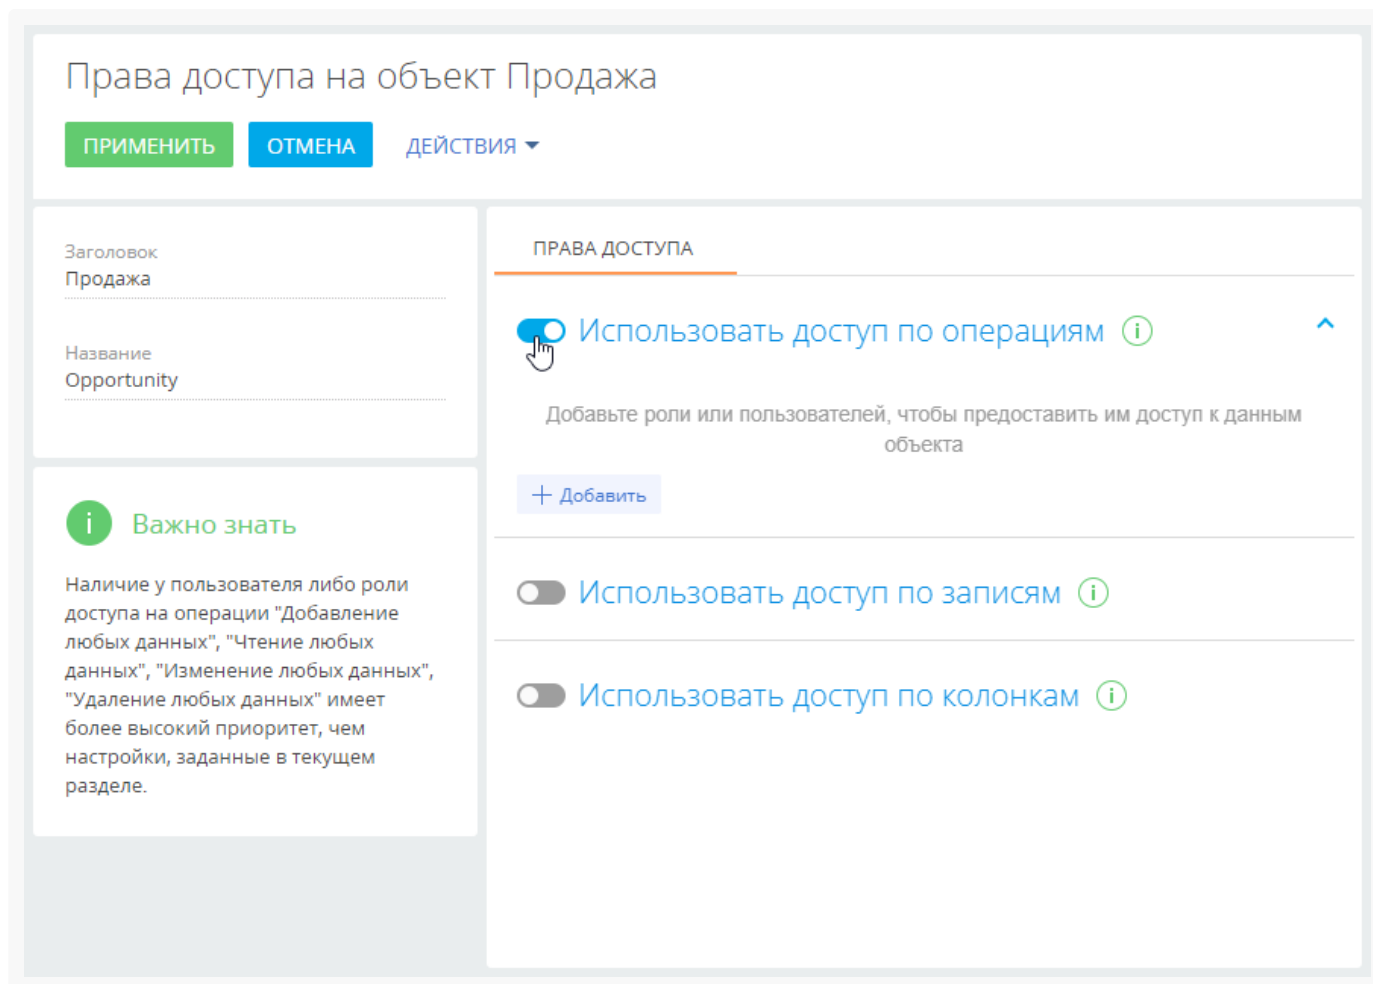 Права доступа на объект Продажа
ПРИМЕНИТЬ ОТМЕНА ДЕЙСТВИЯ
Заголовок
Продажа
Название
Opportunity
i Важно знать
Наличие у пользователя либо роли
доступа на операции "Добавление
любых данных", "Чтение любых
данных", "Изменение любых данных",
"Удаление любых данных" имеет
более высокий приоритет, чем
настройки, заданные в текущем
разделе.
ПРАВА ДОСТУПА
Использовать доступ по операциям i
Добавьте роли или пользователей, чтобы предоставить им доступ к данным
объекта
+ Добавить
Использовать доступ по записям i
Использовать доступ по колонкам i